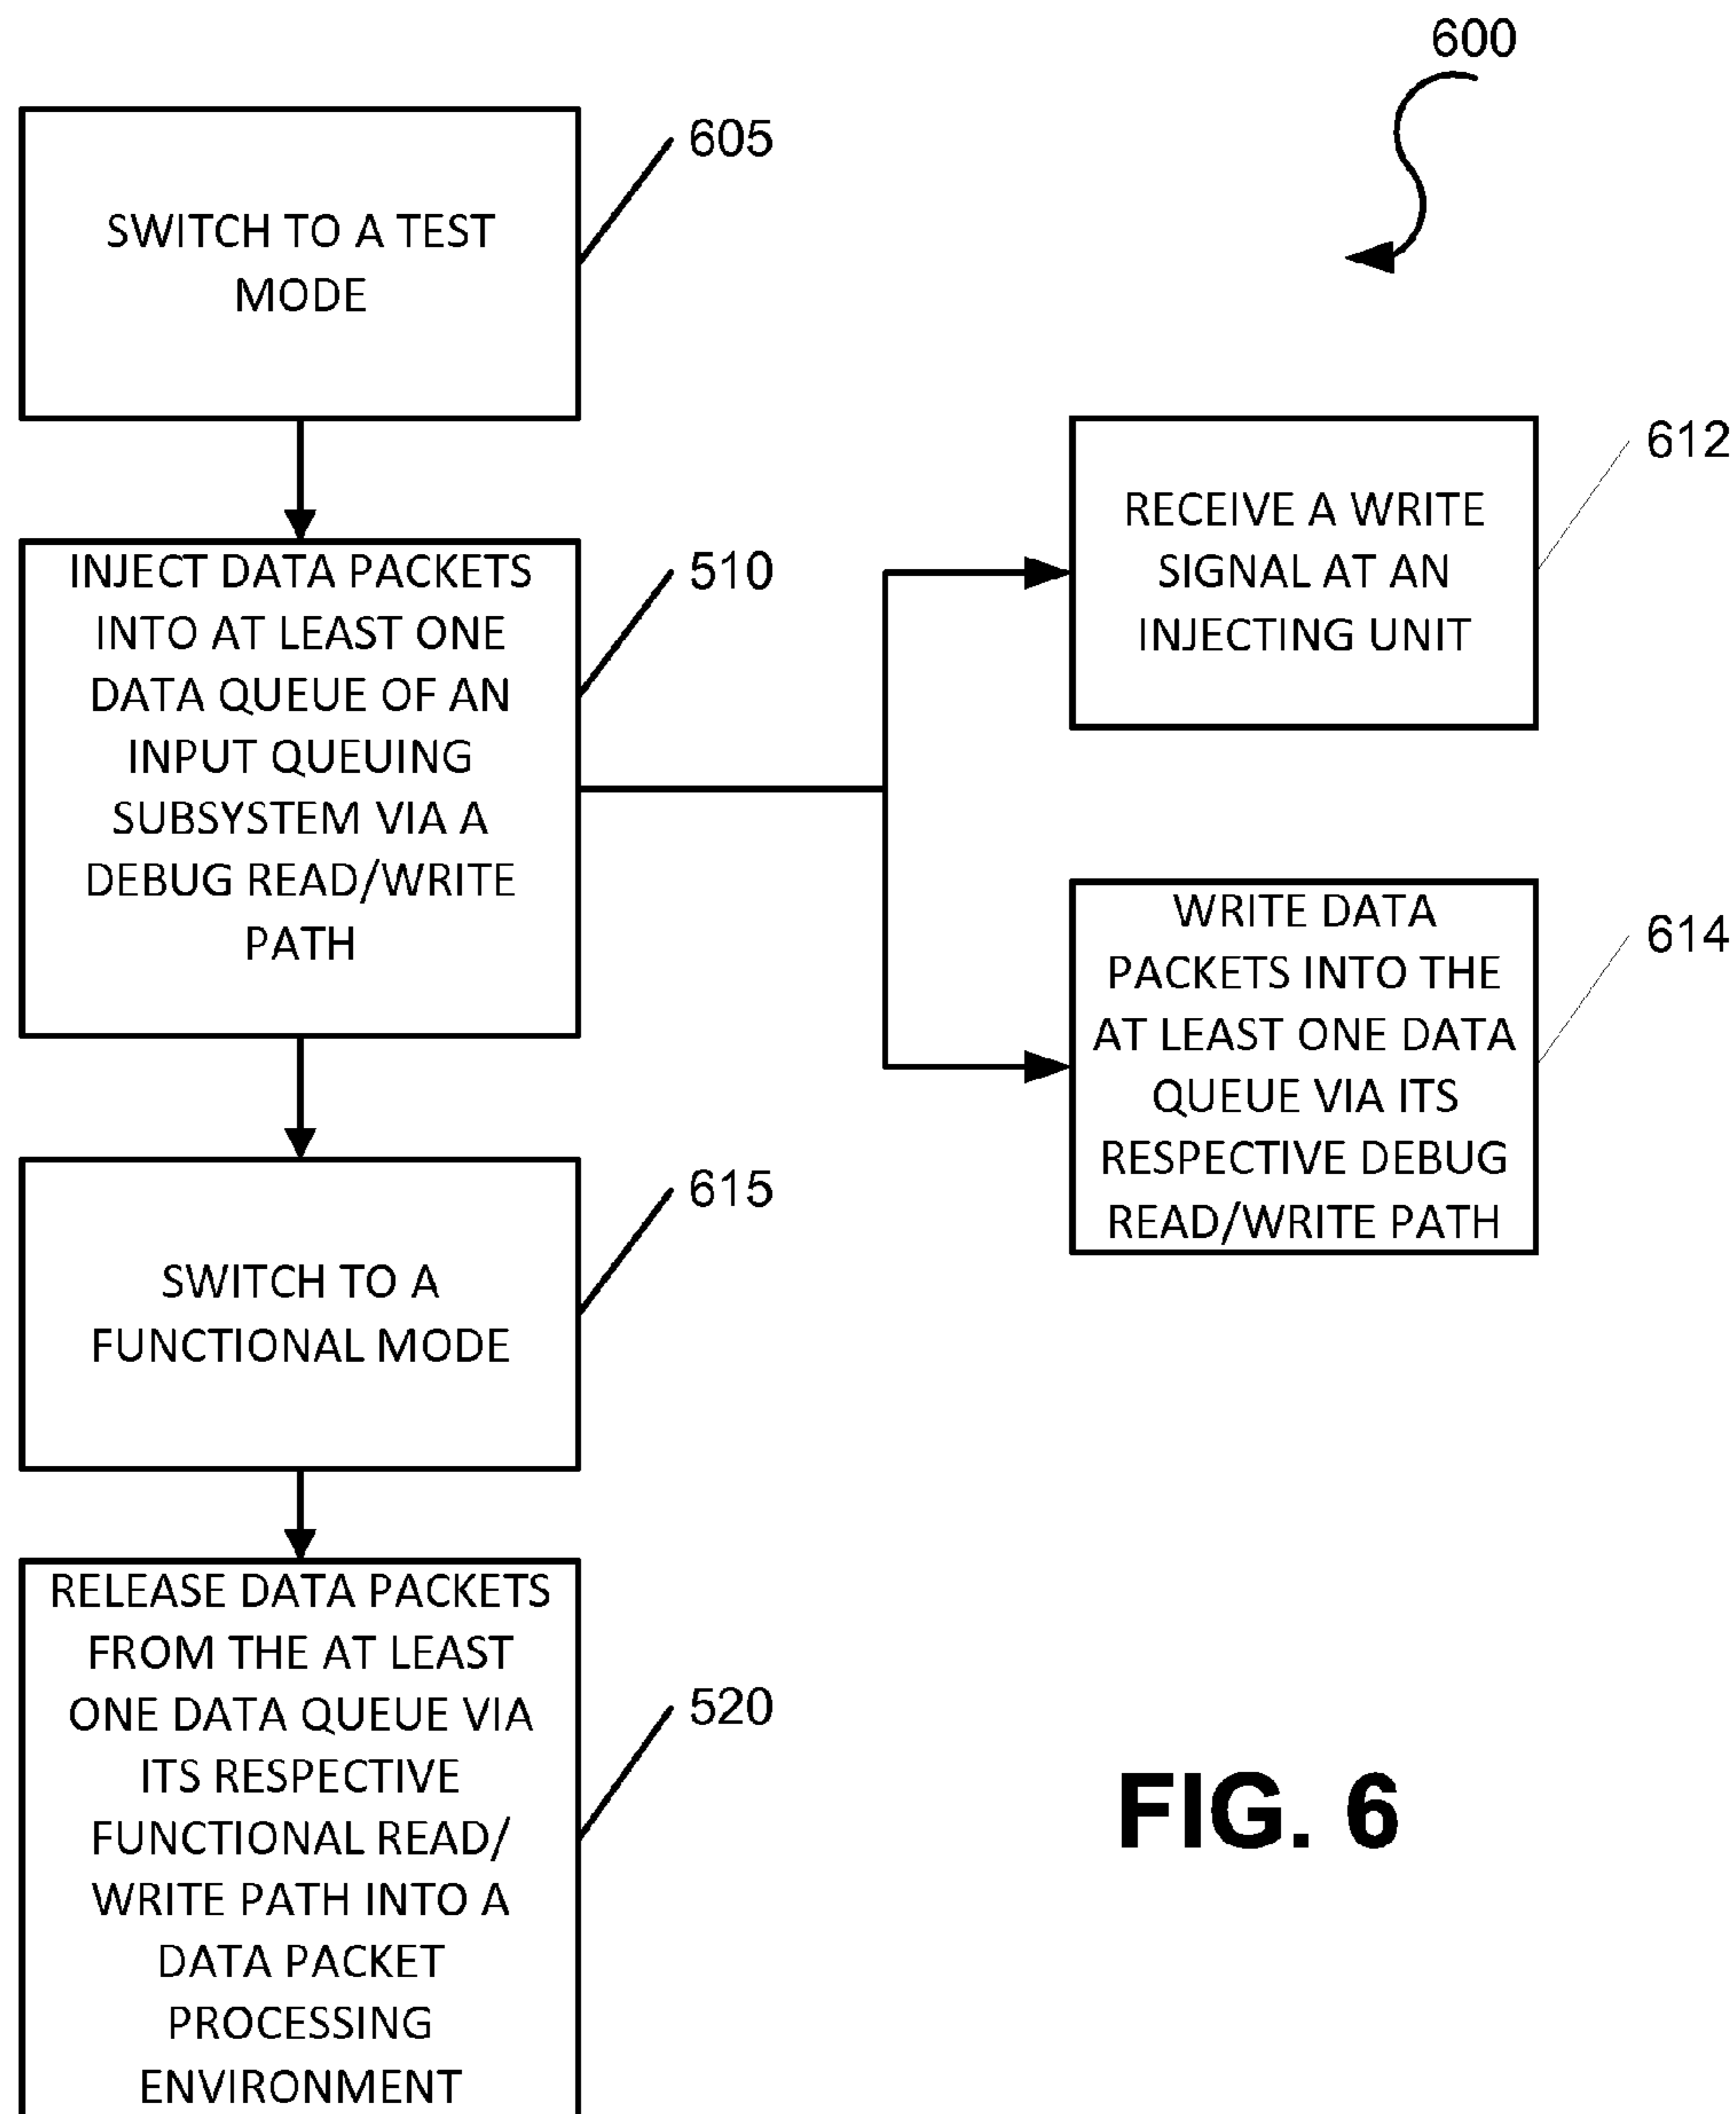 600
605
SWITCH TO A TEST
MODE
510
INJECT DATA PACKETS
INTO AT LEAST ONE
DATA QUEUE OF AN
INPUT QUEUING
SUBSYSTEM VIA A
DEBUG READ/WRITE
PATH
612
RECEIVE A WRITE
SIGNAL AT AN
INJECTING UNIT
614
WRITE DATA
PACKETS INTO THE
AT LEAST ONE DATA
QUEUE VIA ITS
RESPECTIVE DEBUG
READ/WRITE PATH
615
SWITCH TO A
FUNCTIONAL MODE
520
RELEASE DATA PACKETS
FROM THE AT LEAST
ONE DATA QUEUE VIA
ITS RESPECTIVE
FUNCTIONAL READ/
WRITE PATH INTO A
DATA PACKET
PROCESSING
ENVIRONMENT
FIG. 6